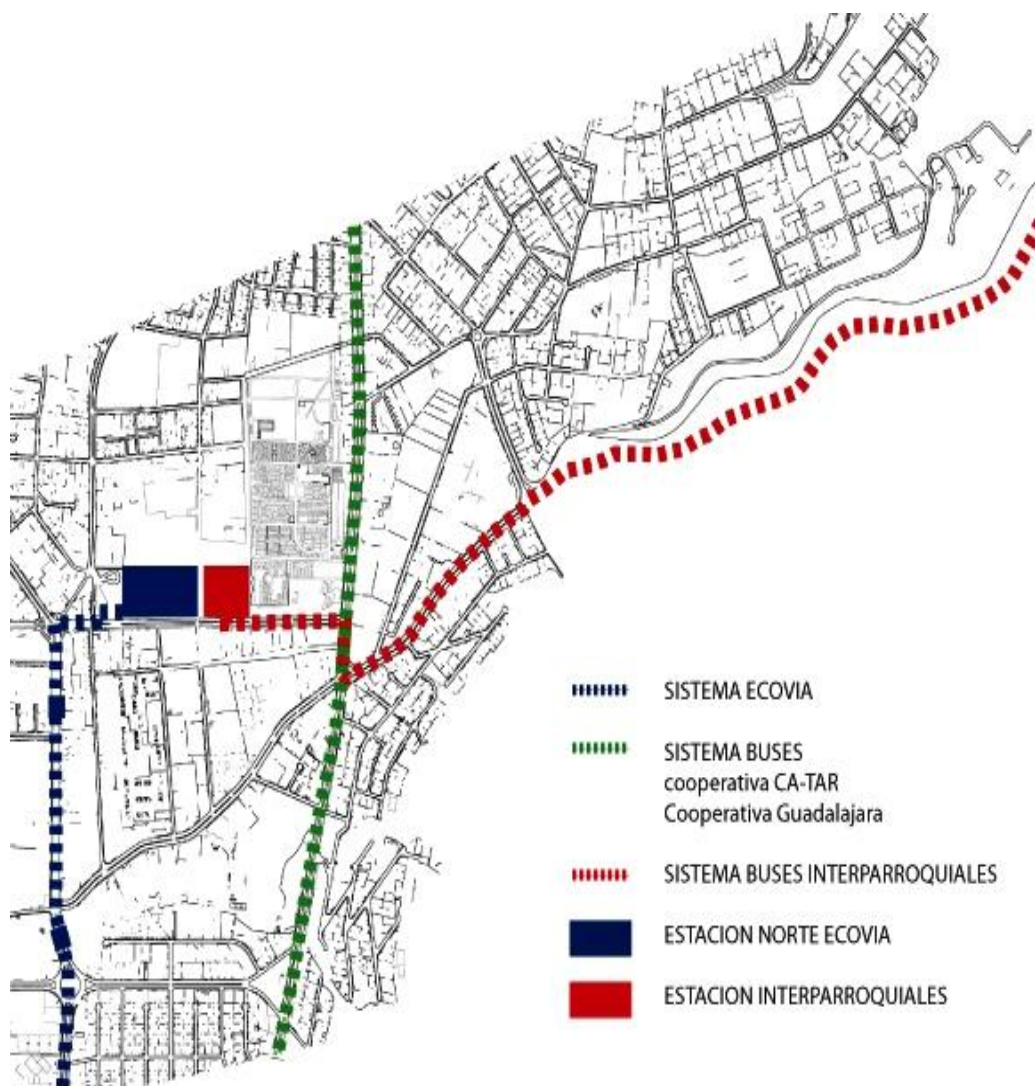 SISTEMA ECOVIA
SISTEMA BUSES
cooperativa CA-TAR
Cooperativa Guadalajara
SISTEMA BUSES INTERPARROQUIALES
ESTACION NORTE ECOVIA
ESTACION INTERPARROQUIALES